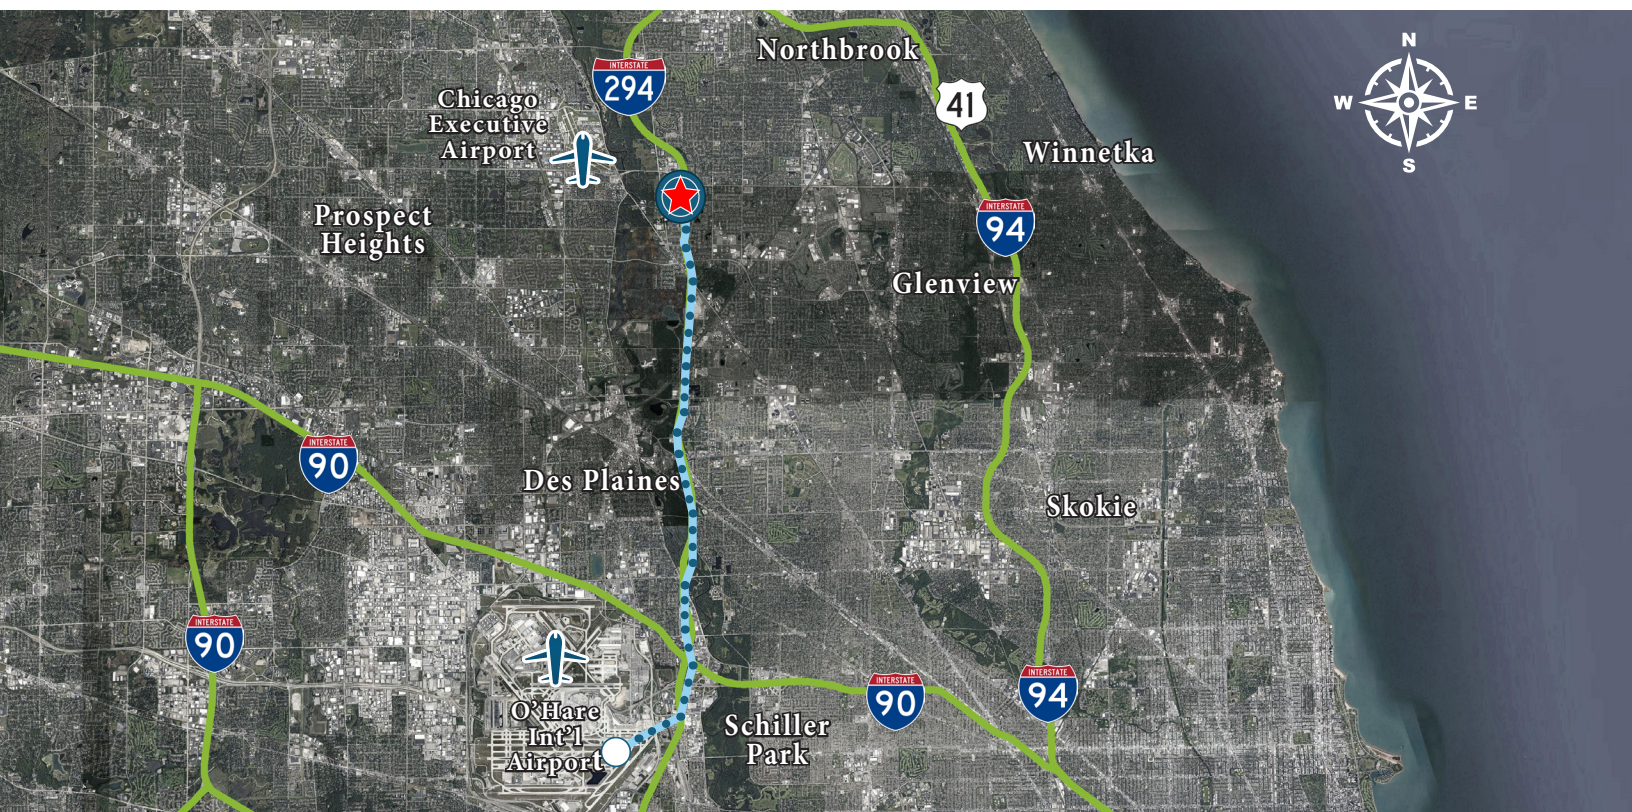 Northbrook
N
INTERSTATE
294
W
E
41
Chicago
Executive
Airport
S
Winnetka
Prospect
Heights
INTERSTATE
94
Glenview
INTERSTATE
90
Des Plaines
Skokie
INTERSTATE
90
INTERSTATE
94
INTERSTATE
90
O'Hare
Int'l
Airport
Schiller
Park